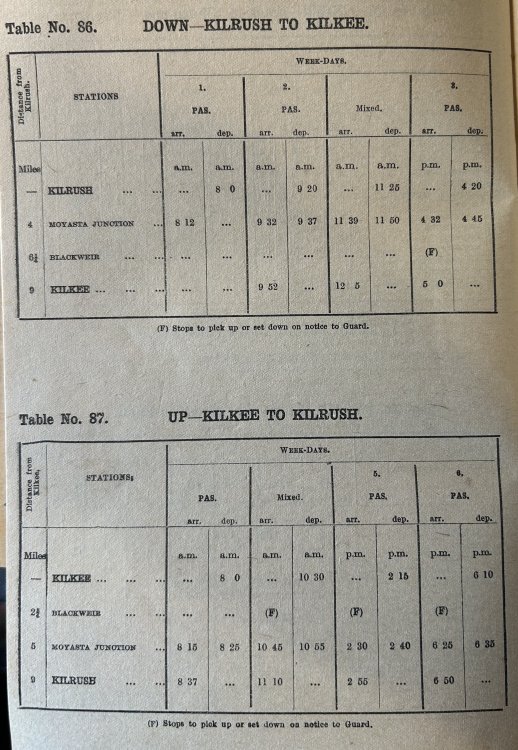 Table No. 86. DOWN—KILRUSH TO KILKEE.
Distance from Kilrush.
STATIONS
WEEK-DAYS.
1. 2. 3.
PAS. PAS. Mixed. PAS.
arr. dep. arr. dep. arr. dep. arr. dep.
Miles a.m. a.m. a.m. a.m. a.m. a.m. p.m. p.m.
— KILRUSH ... ... ... 8 0 ... 9 20 ... 11 25 ... 4 20
4 MOYASTA JUNCTION ... 8 12 ... 9 32 9 37 11 39 11 50 4 32 4 45
6¼ BLACKWEIR ... ... ... ... ... ... ... (F)
9 KILKEE ... ... ... ... ... 9 52 ... 12 5 ... 5 0 ...
(F) Stops to pick up or set down on notice to Guard.
Table No. 87. UP—KILKEE TO KILRUSH.
Distance from Kilkee.
STATIONS:
WEEK-DAYS.
5. 6.
PAS. Mixed. PAS. PAS.
arr. dep. arr. dep. arr. dep. arr. dep.
Miles a.m. a.m. a.m. a.m. p.m. p.m. p.m. p.m.
— KILKEE ... ... ... ... 8 0 ... 10 30 ... 2 15 ... 6 10
2¾ BLACKWEIR ... ... ... (F) (F) (F)
5 MOYASTA JUNCTION ... 8 15 8 25 10 45 10 55 2 30 2 40 6 25 6 35
9 KILRUSH ... ... 8 37 ... 11 10 ... 2 55 ... 6 50 ...
(F) Stops to pick up or set down on notice to Guard.